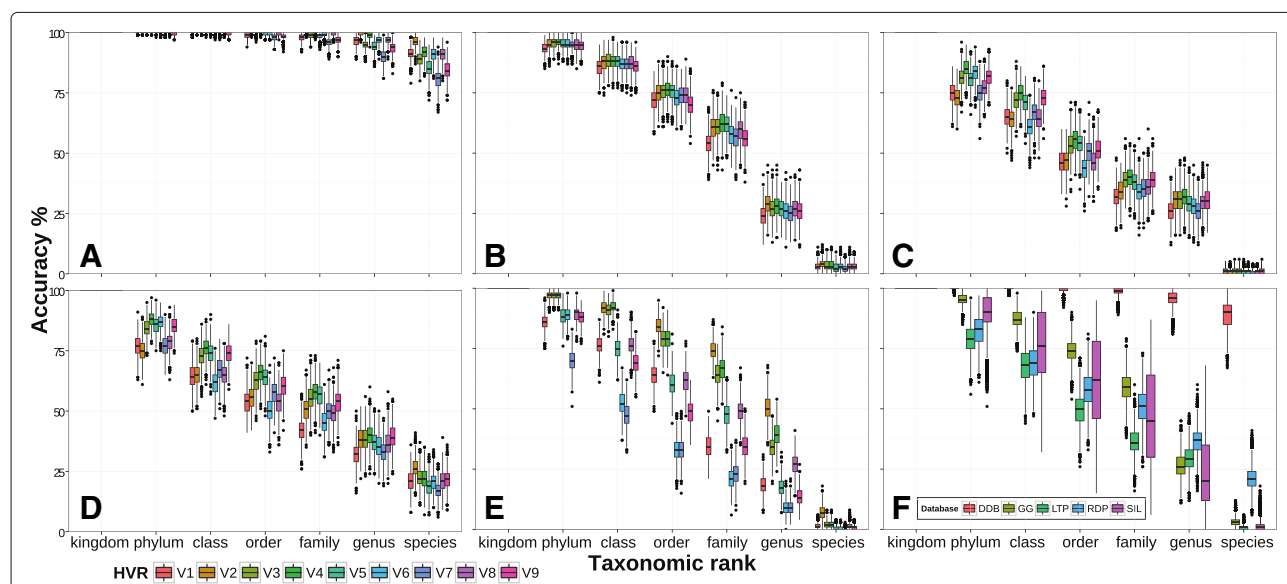 100
75
50
25
0
A
B
C
Accuracy %
100
75
50
25
0
D
E
F
Database DDB GG LTP RDP SIL
kingdom phylum class order family genus species
kingdom phylum class order family genus species
kingdom phylum class order family genus species
Taxonomic rank
HVR V1 V2 V3 V4 V5 V6 V7 V8 V9